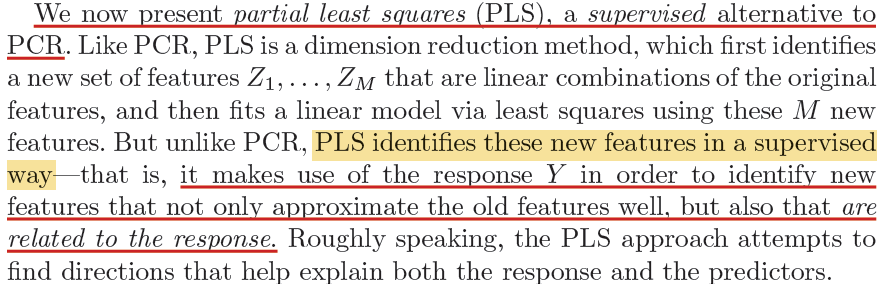 We now present partial least squares (PLS), a supervised alternative to
PCR. Like PCR, PLS is a dimension reduction method, which first identifies
a new set of features Z₁, . . . , Z_M that are linear combinations of the original
features, and then fits a linear model via least squares using these M new
features. But unlike PCR, PLS identifies these new features in a supervised
way—that is, it makes use of the response Y in order to identify new
features that not only approximate the old features well, but also that are
related to the response. Roughly speaking, the PLS approach attempts to
find directions that help explain both the response and the predictors.